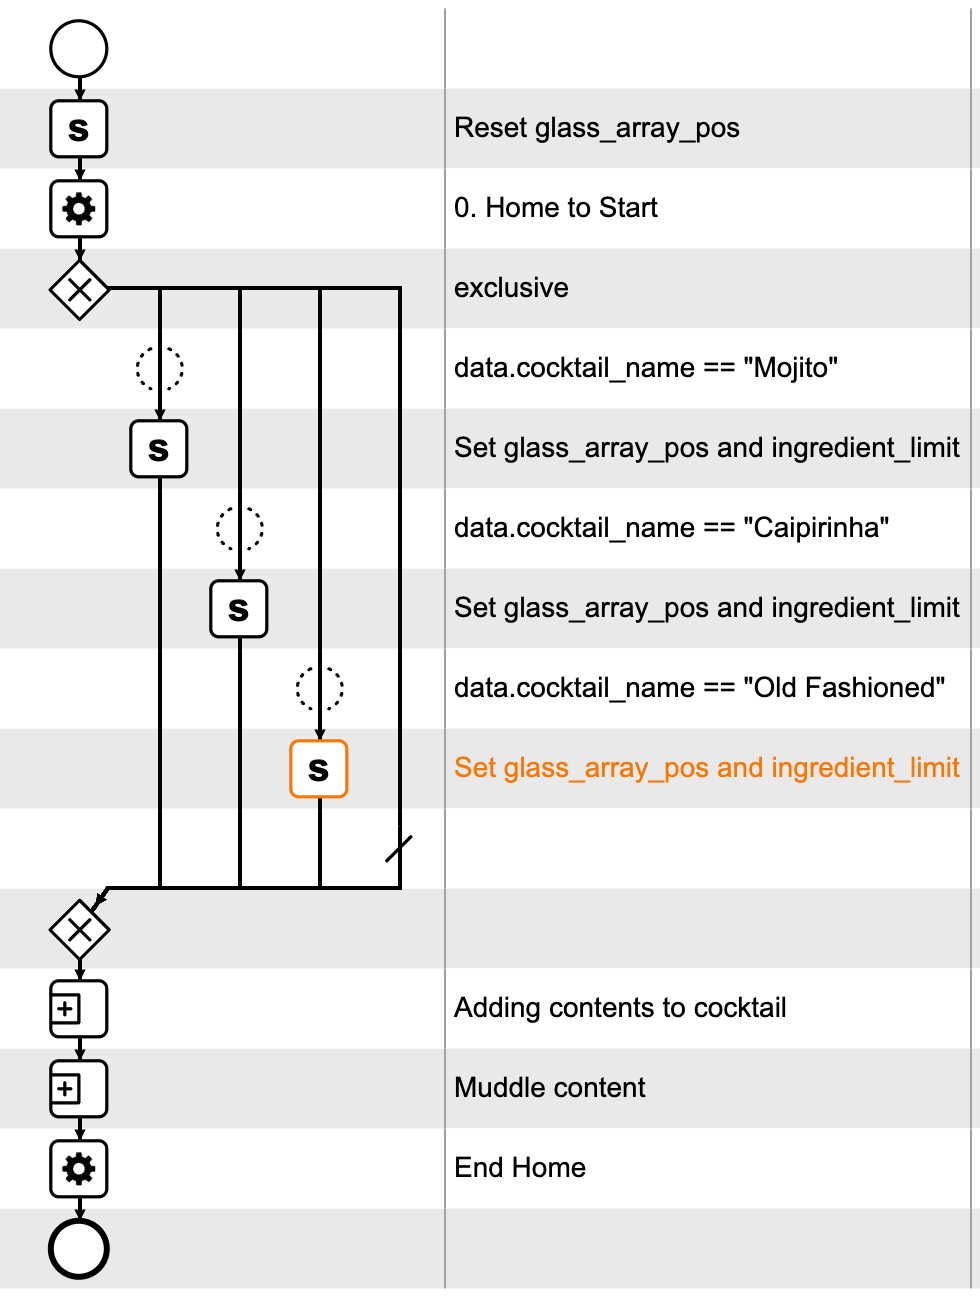 s Reset glass_array_pos
0. Home to Start
exclusive
data.cocktail_name == "Mojito"
s Set glass_array_pos and ingredient_limit
data.cocktail_name == "Caipirinha"
s Set glass_array_pos and ingredient_limit
data.cocktail_name == "Old Fashioned"
s Set glass_array_pos and ingredient_limit
Adding contents to cocktail
Muddle content
End Home